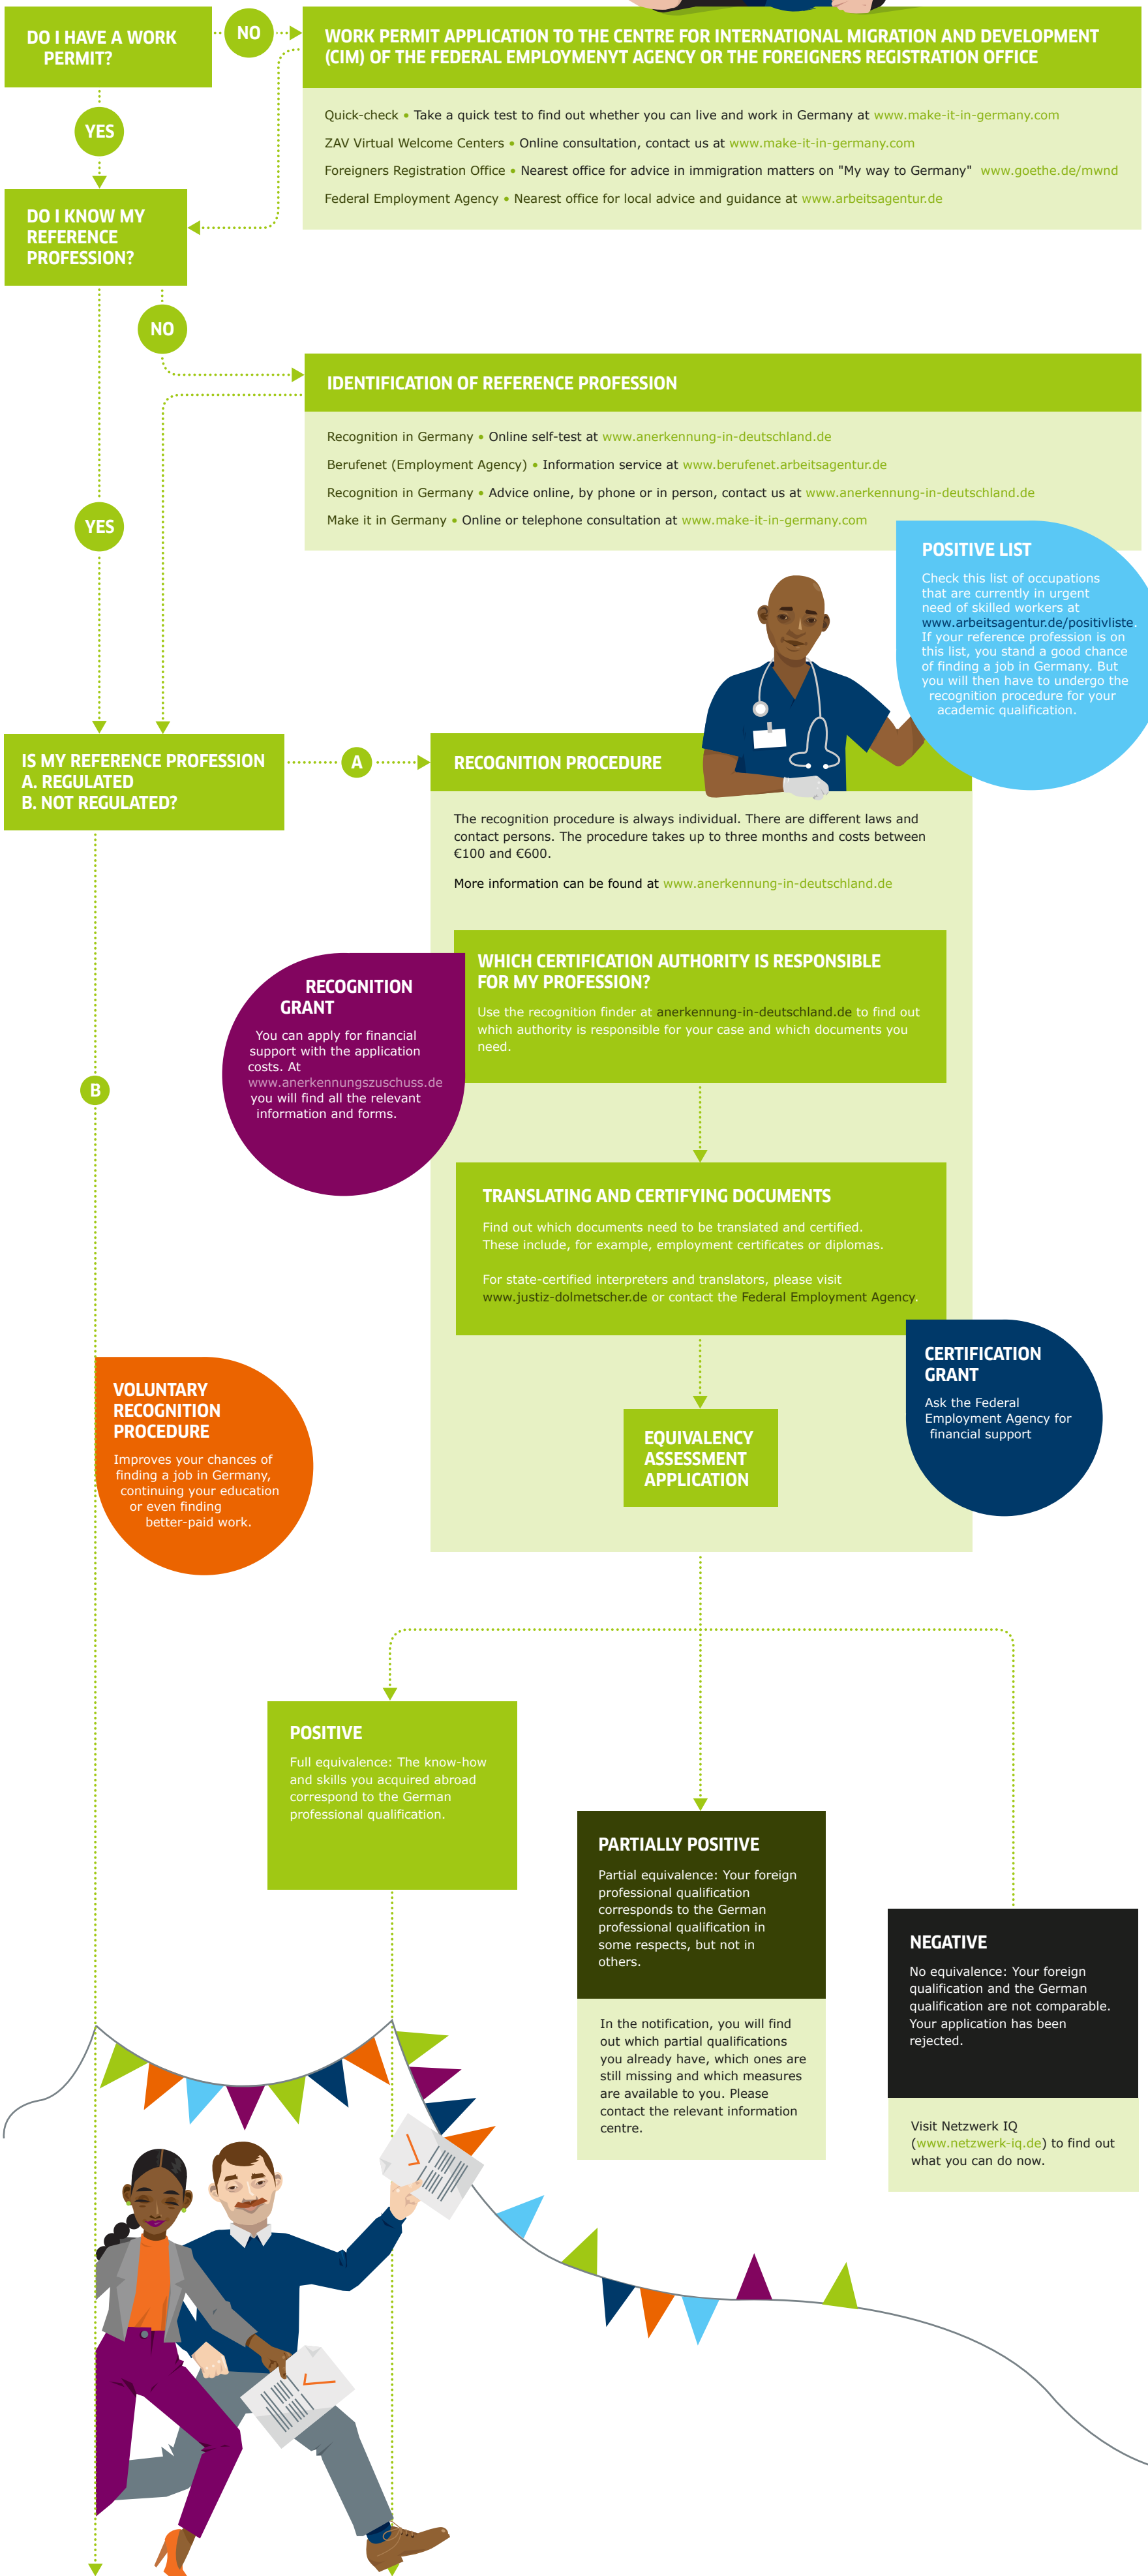 DO I HAVE A WORK
PERMIT?
NO
WORK PERMIT APPLICATION TO THE CENTRE FOR INTERNATIONAL MIGRATION AND DEVELOPMENT
(CIM) OF THE FEDERAL EMPLOYMENYT AGENCY OR THE FOREIGNERS REGISTRATION OFFICE
Quick-check • Take a quick test to find out whether you can live and work in Germany at www.make-it-in-germany.com
ZAV Virtual Welcome Centers • Online consultation, contact us at www.make-it-in-germany.com
Foreigners Registration Office • Nearest office for advice in immigration matters on "My way to Germany" www.goethe.de/mwnd
Federal Employment Agency • Nearest office for local advice and guidance at www.arbeitsagentur.de
YES
DO I KNOW MY
REFERENCE
PROFESSION?
NO
IDENTIFICATION OF REFERENCE PROFESSION
Recognition in Germany • Online self-test at www.anerkennung-in-deutschland.de
Berufenet (Employment Agency) • Information service at www.berufenet.arbeitsagentur.de
Recognition in Germany • Advice online, by phone or in person, contact us at www.anerkennung-in-deutschland.de
Make it in Germany • Online or telephone consultation at www.make-it-in-germany.com
YES
POSITIVE LIST
Check this list of occupations
that are currently in urgent
need of skilled workers at
www.arbeitsagentur.de/positivliste.
If your reference profession is on
this list, you stand a good chance
of finding a job in Germany. But
you will then have to undergo the
recognition procedure for your
academic qualification.
IS MY REFERENCE PROFESSION
A. REGULATED
B. NOT REGULATED?
A
RECOGNITION PROCEDURE
The recognition procedure is always individual. There are different laws and
contact persons. The procedure takes up to three months and costs between
€100 and €600.
More information can be found at www.anerkennung-in-deutschland.de
WHICH CERTIFICATION AUTHORITY IS RESPONSIBLE
FOR MY PROFESSION?
Use the recognition finder at anerkennung-in-deutschland.de to find out
which authority is responsible for your case and which documents you
need.
RECOGNITION
GRANT
You can apply for financial
support with the application
costs. At
www.anerkennungszuschuss.de
you will find all the relevant
information and forms.
B
TRANSLATING AND CERTIFYING DOCUMENTS
Find out which documents need to be translated and certified.
These include, for example, employment certificates or diplomas.
For state-certified interpreters and translators, please visit
www.justiz-dolmetscher.de or contact the Federal Employment Agency.
CERTIFICATION
GRANT
Ask the Federal
Employment Agency for
financial support
VOLUNTARY
RECOGNITION
PROCEDURE
Improves your chances of
finding a job in Germany,
continuing your education
or even finding
better-paid work.
EQUIVALENCY
ASSESSMENT
APPLICATION
POSITIVE
Full equivalence: The know-how
and skills you acquired abroad
correspond to the German
professional qualification.
PARTIALLY POSITIVE
Partial equivalence: Your foreign
professional qualification
corresponds to the German
professional qualification in
some respects, but not in
others.
In the notification, you will find
out which partial qualifications
you already have, which ones are
still missing and which measures
are available to you. Please
contact the relevant information
centre.
NEGATIVE
No equivalence: Your foreign
qualification and the German
qualification are not comparable.
Your application has been
rejected.
Visit Netzwerk IQ
(www.netzwerk-iq.de) to find out
what you can do now.